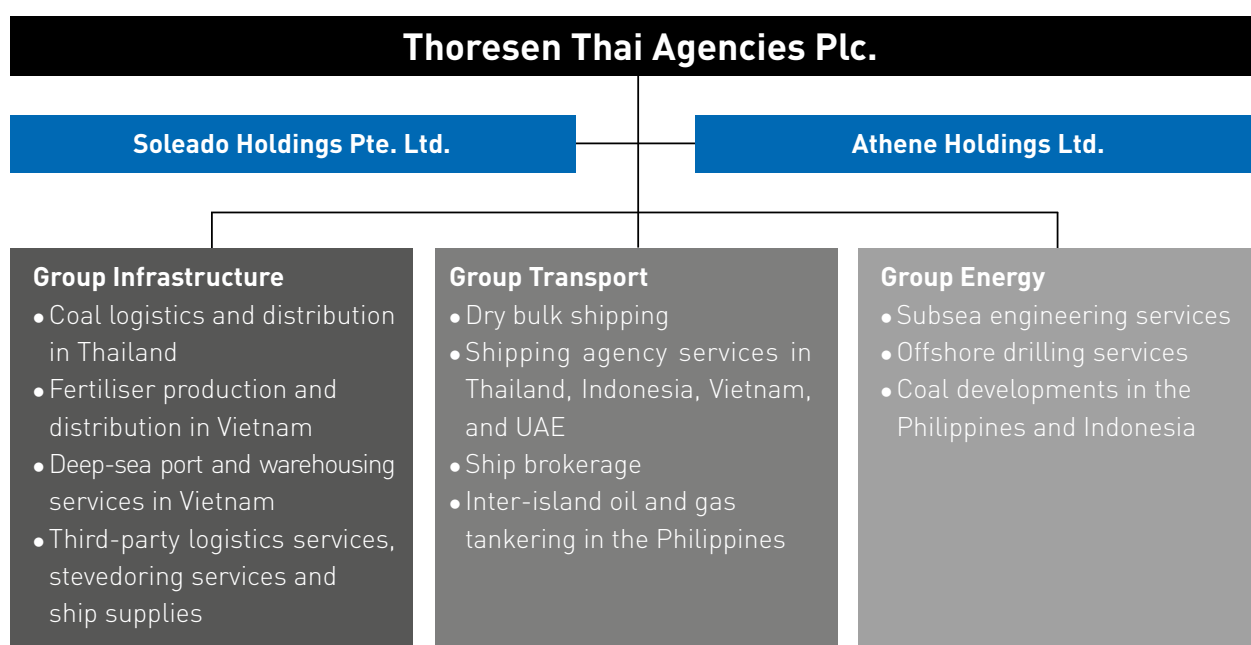 Thoresen Thai Agencies Plc.
Soleado Holdings Pte. Ltd.
Athene Holdings Ltd.
Group Infrastructure
• Coal logistics and distribution
in Thailand
• Fertiliser production and
distribution in Vietnam
• Deep-sea port and warehousing
services in Vietnam
• Third-party logistics services,
stevedoring services and
ship supplies
Group Transport
• Dry bulk shipping
• Shipping agency services in
Thailand, Indonesia, Vietnam,
and UAE
• Ship brokerage
• Inter-island oil and gas
tankering in the Philippines
Group Energy
• Subsea engineering services
• Offshore drilling services
• Coal developments in the
Philippines and Indonesia